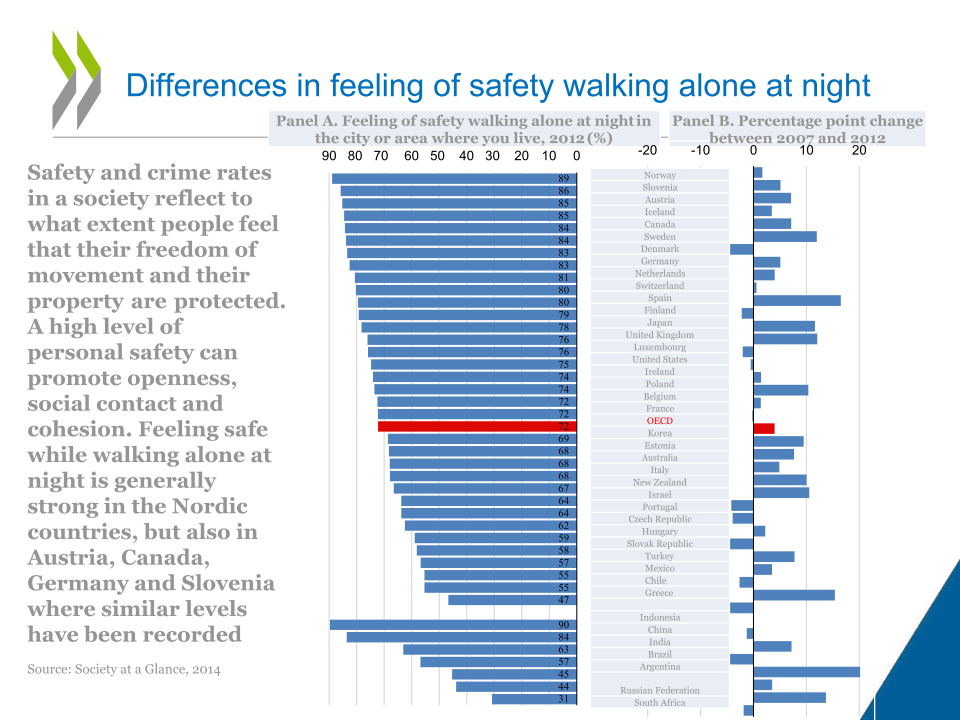 Differences in feeling of safety walking alone at night
Panel A. Feeling of safety walking alone at night in
the city or area where you live, 2012 (%)
Panel B. Percentage point change
between 2007 and 2012
90 80 70 60 50 40 30 20 10 0
-20 -10 0 10 20
Safety and crime rates
in a society reflect to
what extent people feel
that their freedom of
movement and their
property are protected.
A high level of
personal safety can
promote openness,
social contact and
cohesion. Feeling safe
while walking alone at
night is generally
strong in the Nordic
countries, but also in
Austria, Canada,
Germany and Slovenia
where similar levels
have been recorded
Source: Society at a Glance, 2014
89
86
85
85
84
84
83
83
81
80
80
79
78
76
76
75
74
74
72
72
72
69
68
68
68
67
64
64
62
59
58
57
55
55
47
90
84
63
57
45
44
31
Norway
Slovenia
Austria
Iceland
Canada
Sweden
Denmark
Germany
Netherlands
Switzerland
Spain
Finland
Japan
United Kingdom
Luxembourg
United States
Ireland
Poland
Belgium
France
OECD
Korea
Estonia
Australia
Italy
New Zealand
Israel
Portugal
Czech Republic
Hungary
Slovak Republic
Turkey
Mexico
Chile
Greece
Indonesia
China
India
Brazil
Argentina
Russian Federation
South Africa